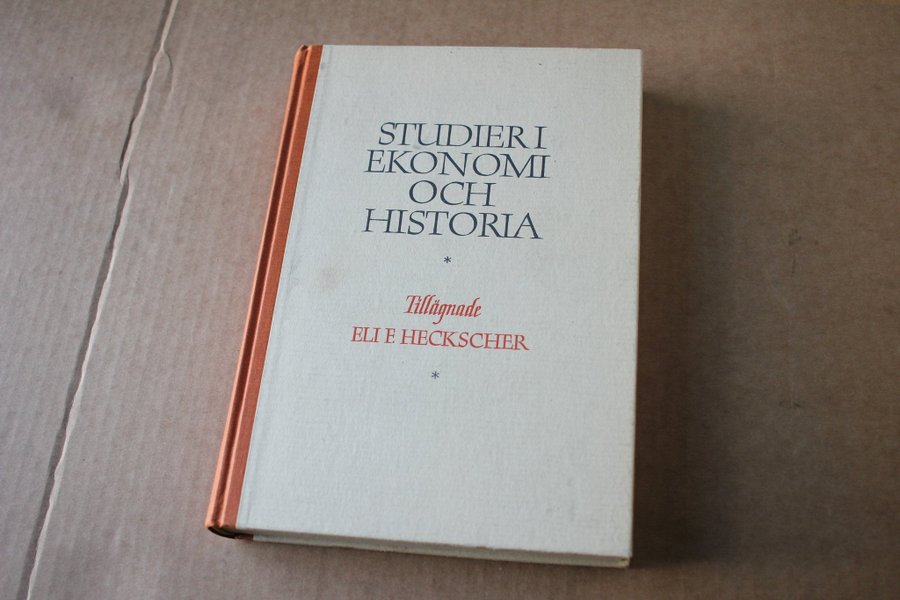 STUDIER I
EKONOMI
OCH
HISTORIA
*
Tillägnade
ELI F. HECKSCHER
*